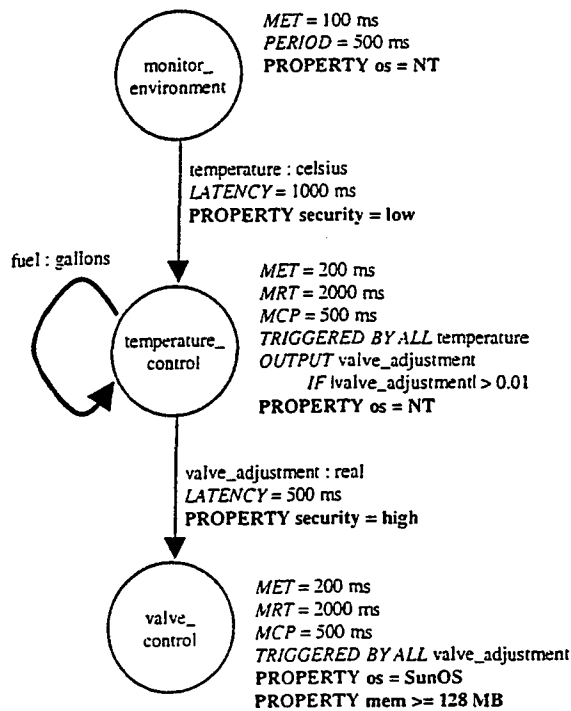 MET = 100 ms
PERIOD = 500 ms
PROPERTY os = NT
monitor_
environment
temperature : celsius
LATENCY = 1000 ms
PROPERTY security = low
fuel : gallons
MET = 200 ms
MRT = 2000 ms
MCP = 500 ms
TRIGGERED BY ALL temperature
OUTPUT valve_adjustment
IF |valve_adjustment| > 0.01
PROPERTY os = NT
temperature_
control
valve_adjustment : real
LATENCY = 500 ms
PROPERTY security = high
valve_
control
MET = 200 ms
MRT = 2000 ms
MCP = 500 ms
TRIGGERED BY ALL valve_adjustment
PROPERTY os = SunOS
PROPERTY mem >= 128 MB